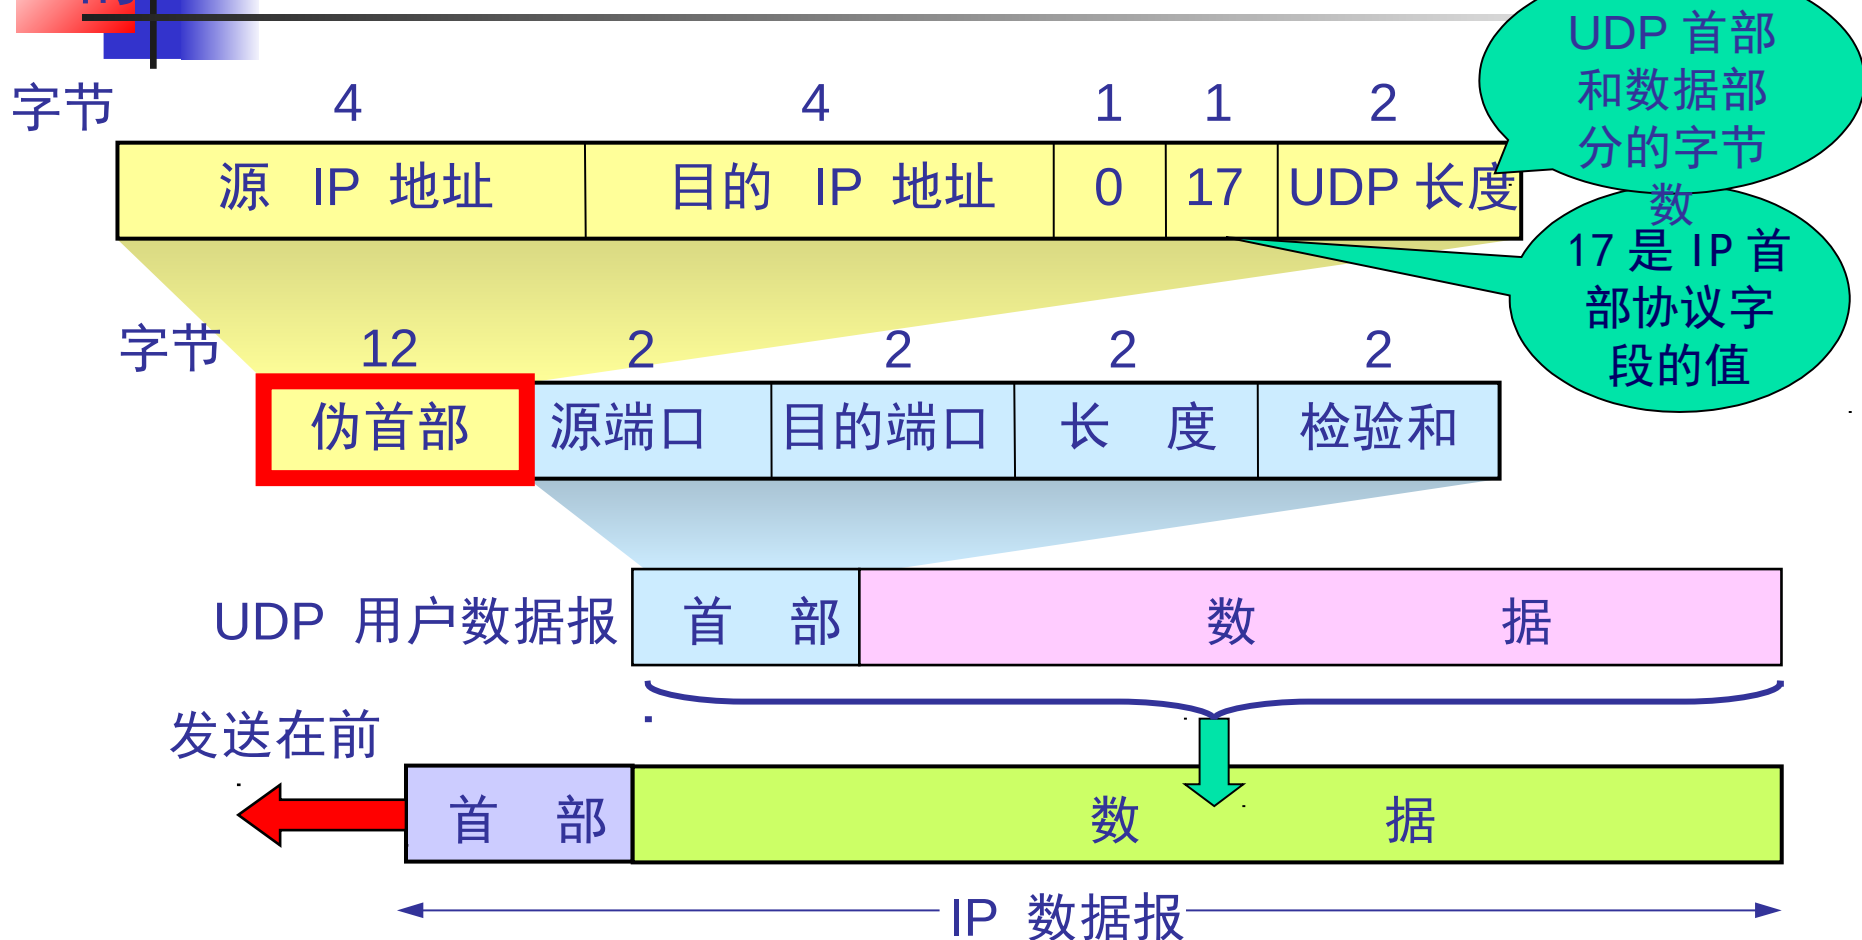 UDP 首部
和数据部
分的字节
数
字节 4 4 1 1 2
源 IP 地址 目的 IP 地址 0 17 UDP 长度
17 是 IP 首
部协议字
段的值
字节 12 2 2 2 2
伪首部 源端口 目的端口 长 度 检验和
UDP 用户数据报 首 部 数 据
发送在前
首 部 数 据
IP 数据报